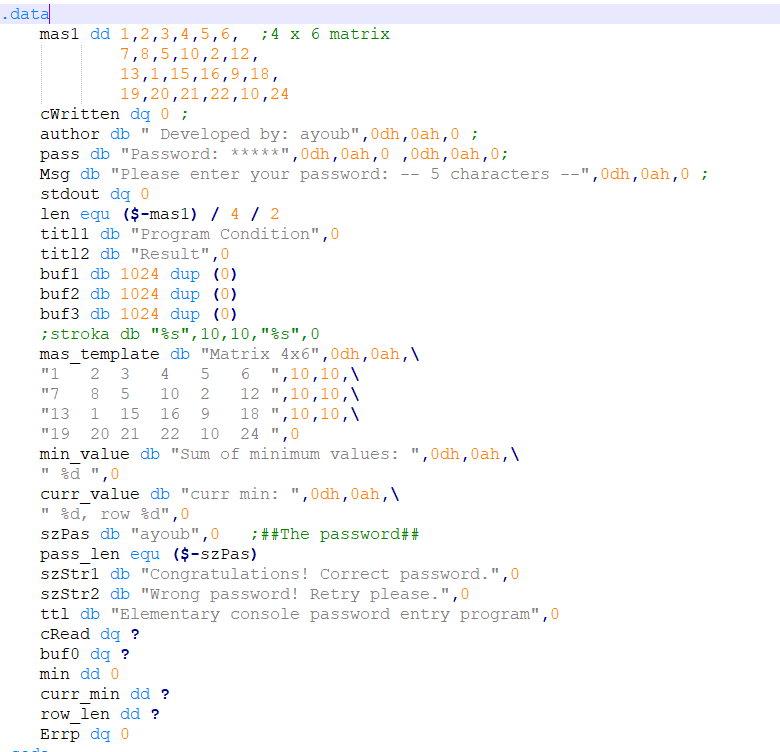 .data
mas1 dd 1,2,3,4,5,6,  ;4 x 6 matrix
7,8,5,10,2,12,
13,1,15,16,9,18,
19,20,21,22,10,24
cWritten dq 0 ;
author db " Developed by: ayoub",0dh,0ah,0 ;
pass db "Password: *****",0dh,0ah,0 ,0dh,0ah,0;
Msg db "Please enter your password: -- 5 characters --",0dh,0ah,0 ;
stdout dq 0
len equ ($-mas1) / 4 / 2
titl1 db "Program Condition",0
titl2 db "Result",0
buf1 db 1024 dup (0)
buf2 db 1024 dup (0)
buf3 db 1024 dup (0)
;stroka db "%s",10,10,"%s",0
mas_template db "Matrix 4x6",0dh,0ah,\
"1   2  3   4   5   6  ",10,10,\
"7   8  5   10  2   12 ",10,10,\
"13  1  15  16  9   18 ",10,10,\
"19  20 21  22  10  24 ",0
min_value db "Sum of minimum values: ",0dh,0ah,\
" %d ",0
curr_value db "curr min: ",0dh,0ah,\
" %d, row %d",0
szPas db "ayoub",0   ;##The password##
pass_len equ ($-szPas)
szStr1 db "Congratulations! Correct password.",0
szStr2 db "Wrong password! Retry please.",0
ttl db "Elementary console password entry program",0
cRead dq ?
buf0 dq ?
min dd 0
curr_min dd ?
row_len dd ?
Errp dq 0